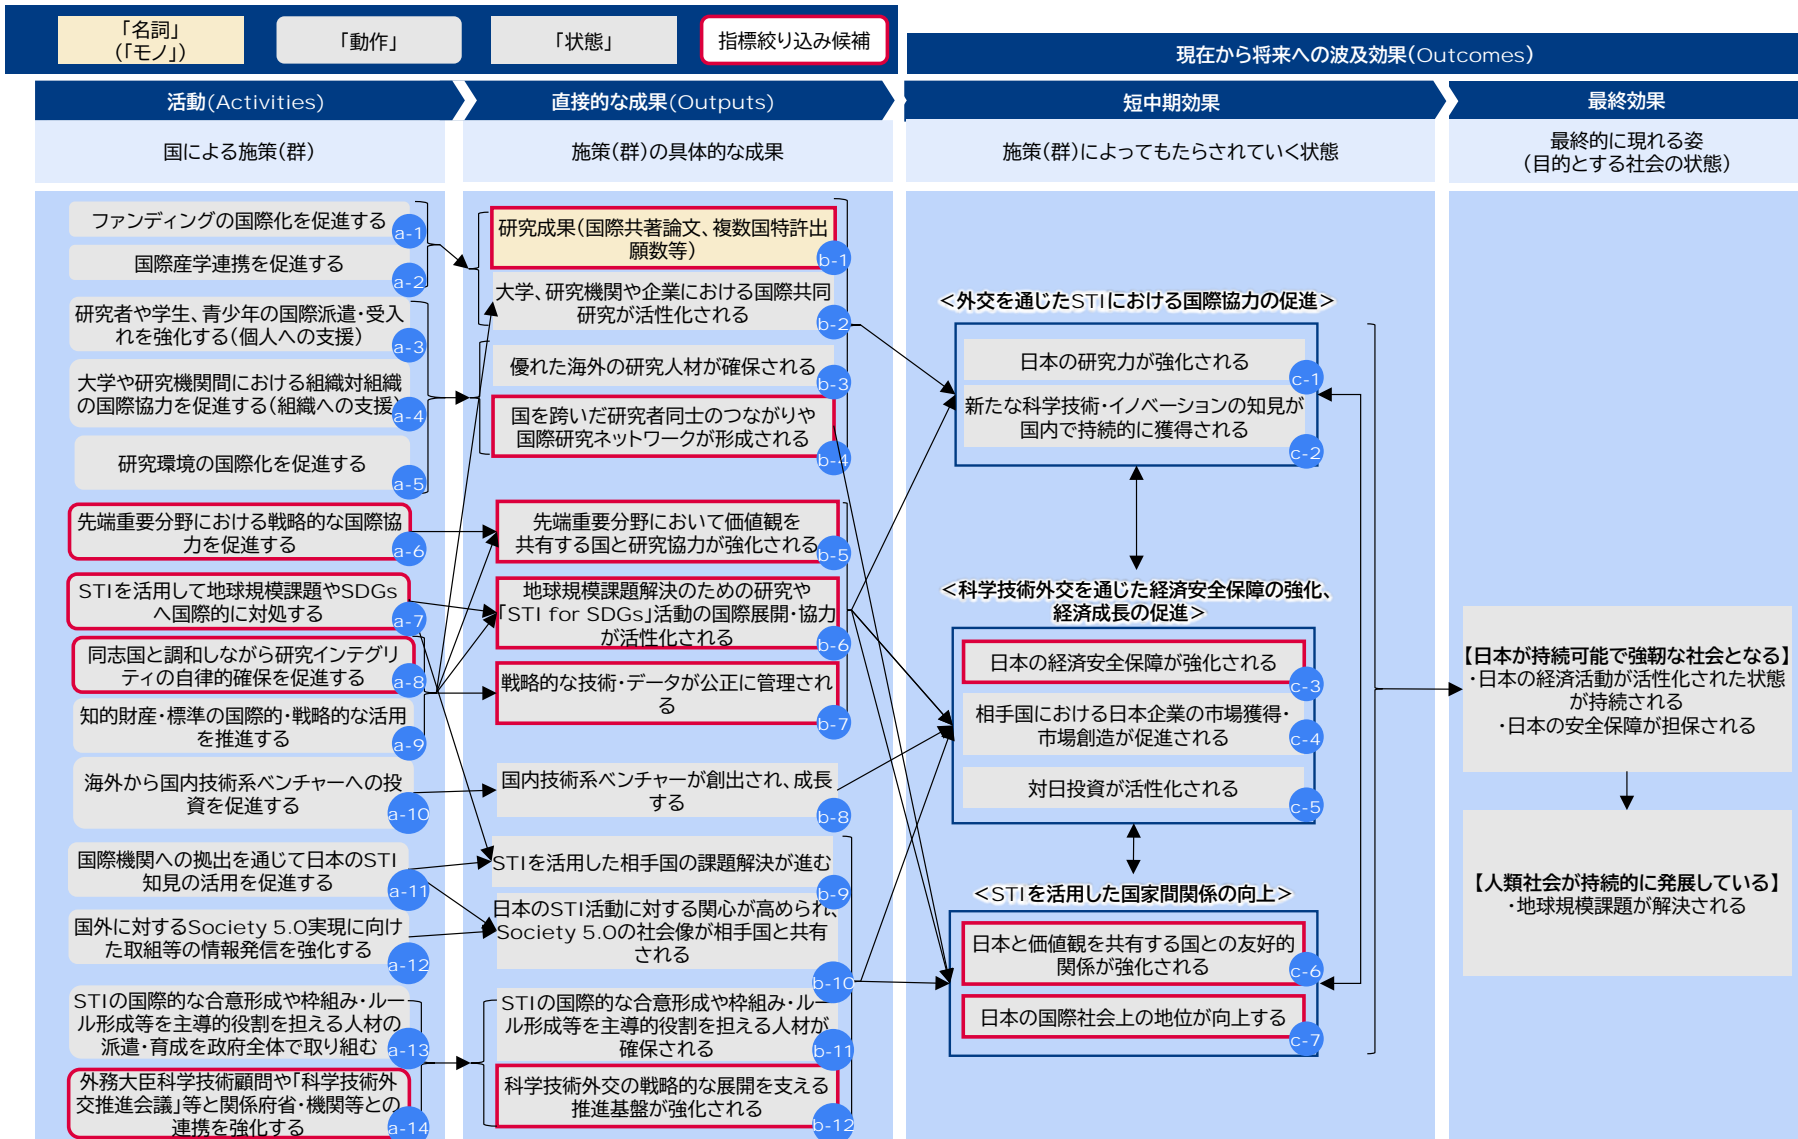 「名詞」
(「モノ」)
「動作」
「状態」
指標絞り込み候補
現在から将来への波及効果(Outcomes)
活動(Activities)
直接的な成果(Outputs)
短中期効果
最終効果
国による施策(群)
施策(群)の具体的な成果
施策(群)によってもたらされていく状態
最終的に現れる姿
(目的とする社会の状態)
ファンディングの国際化を促進する
a-1
国際産学連携を促進する
a-2
研究者や学生、青少年の国際派遣・受入
れを強化する(個人への支援)
a-3
大学や研究機関間における組織対組織
の国際協力を促進する(組織への支援)
a-4
研究環境の国際化を促進する
a-5
先端重要分野における戦略的な国際協
力を促進する
a-6
STIを活用して地球規模課題やSDGs
へ国際的に対処する
a-7
同志国と調和しながら研究インテグリ
ティの自律的確保を促進する
a-8
知的財産・標準の国際的・戦略的な活用
を推進する
a-9
海外から国内技術系ベンチャーへの投
資を促進する
a-10
国際機関への拠出を通じて日本のSTI
知見の活用を促進する
a-11
国外に対するSociety 5.0実現に向け
た取組等の情報発信を強化する
a-12
STIの国際的な合意形成や枠組み・ルー
ル形成等を主導的役割を担える人材の
派遣・育成を政府全体で取り組む
a-13
外務大臣科学技術顧問や「科学技術外
交推進会議」等と関係府省・機関等との
連携を強化する
a-14
研究成果(国際共著論文、複数国特許出
願数等)
b-1
大学、研究機関や企業における国際共同
研究が活性化される
b-2
優れた海外の研究人材が確保される
b-3
国を跨いだ研究者同士のつながりや
国際研究ネットワークが形成される
b-4
先端重要分野において価値観を
共有する国と研究協力が強化される
b-5
地球規模課題解決のための研究や
「STI for SDGs」活動の国際展開・協力
が活性化される
b-6
戦略的な技術・データが公正に管理され
る
b-7
国内技術系ベンチャーが創出され、成長
する
b-8
STIを活用した相手国の課題解決が進む
b-9
日本のSTI活動に対する関心が高められ、
Society 5.0の社会像が相手国と共有
される
b-10
STIの国際的な合意形成や枠組み・ルー
ル形成等を主導的役割を担える人材が
確保される
b-11
科学技術外交の戦略的な展開を支える
推進基盤が強化される
b-12
<外交を通じたSTIにおける国際協力の促進>
日本の研究力が強化される
c-1
新たな科学技術・イノベーションの知見が
国内で持続的に獲得される
c-2
<科学技術外交を通じた経済安全保障の強化、
経済成長の促進>
日本の経済安全保障が強化される
c-3
相手国における日本企業の市場獲得・
市場創造が促進される
c-4
対日投資が活性化される
c-5
<STIを活用した国家間関係の向上>
日本と価値観を共有する国との友好的
関係が強化される
c-6
日本の国際社会上の地位が向上する
c-7
【日本が持続可能で強靭な社会となる】
・日本の経済活動が活性化された状態
が持続される
・日本の安全保障が担保される
【人類社会が持続的に発展している】
・地球規模課題が解決される